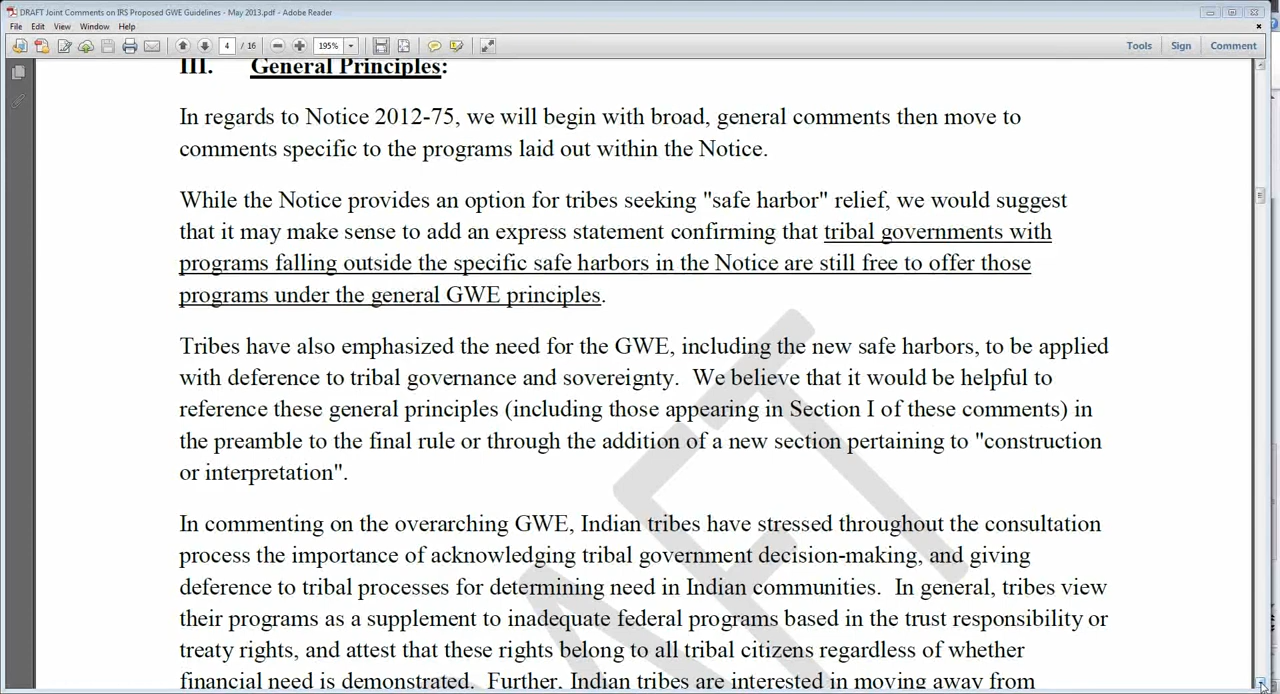 DRAFT Joint Comments on IRS Proposed GWE Guidelines - May 2013.pdf - Adobe Reader
File Edit View Window Help
4 / 16 195% Tools Sign Comment
III. General Principles:
In regards to Notice 2012-75, we will begin with broad, general comments then move to
comments specific to the programs laid out within the Notice.
While the Notice provides an option for tribes seeking "safe harbor" relief, we would suggest
that it may make sense to add an express statement confirming that tribal governments with
programs falling outside the specific safe harbors in the Notice are still free to offer those
programs under the general GWE principles.
Tribes have also emphasized the need for the GWE, including the new safe harbors, to be applied
with deference to tribal governance and sovereignty. We believe that it would be helpful to
reference these general principles (including those appearing in Section I of these comments) in
the preamble to the final rule or through the addition of a new section pertaining to "construction
or interpretation".
In commenting on the overarching GWE, Indian tribes have stressed throughout the consultation
process the importance of acknowledging tribal government decision-making, and giving
deference to tribal processes for determining need in Indian communities. In general, tribes view
their programs as a supplement to inadequate federal programs based in the trust responsibility or
treaty rights, and attest that these rights belong to all tribal citizens regardless of whether
financial need is demonstrated. Further, Indian tribes are interested in moving away from